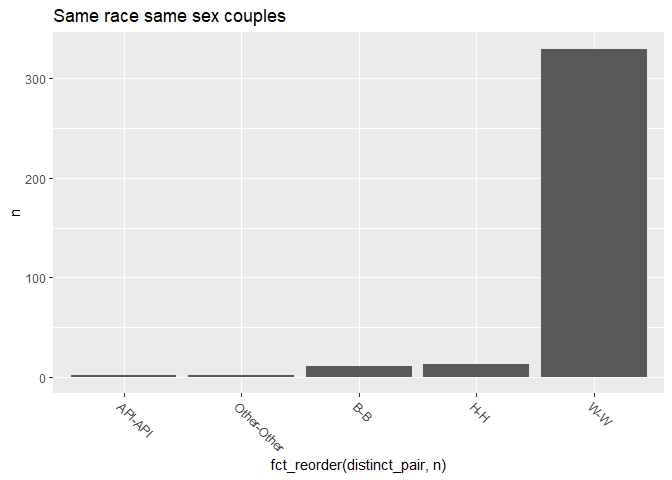 Same race same sex couples
300
200
100
0
n
API-API
Other-Other
B-B
H-H
W-W
fct_reorder(distinct_pair, n)